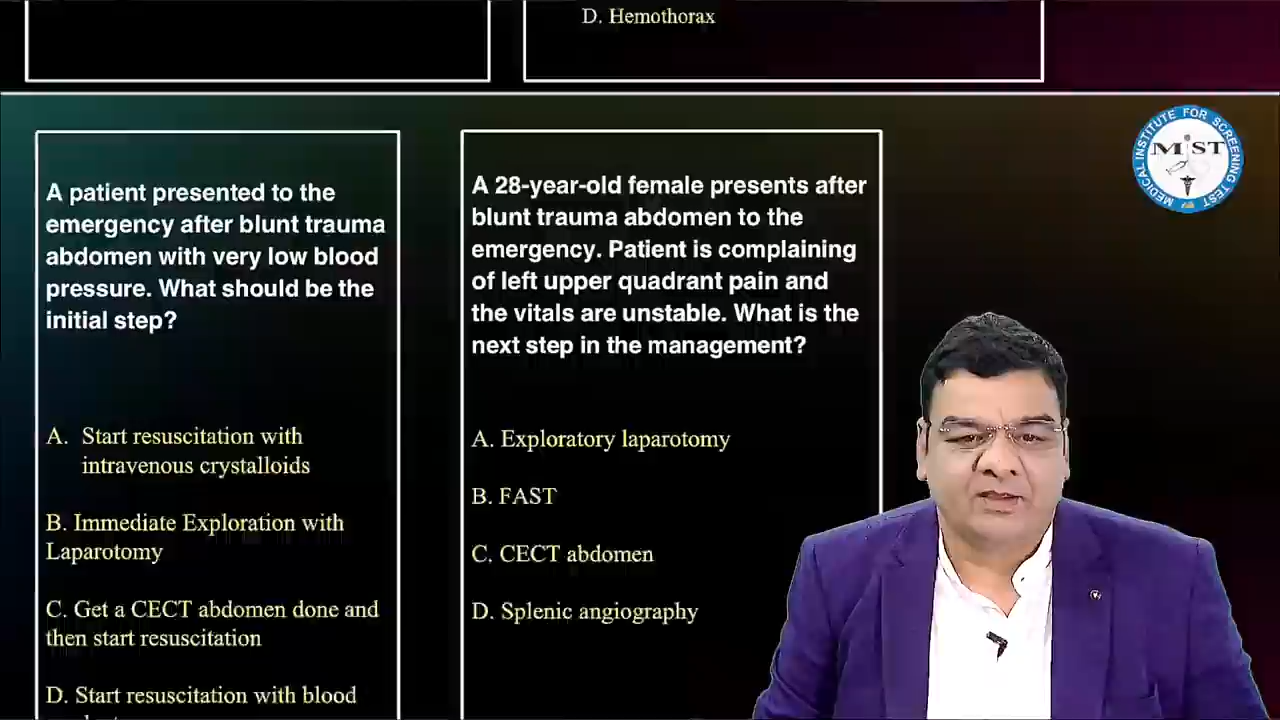 D. Hemothorax
MEDICAL INSTITUTE FOR SCREENING TEST
MIST
A patient presented to the
emergency after blunt trauma
abdomen with very low blood
pressure. What should be the
initial step?
A. Start resuscitation with
intravenous crystalloids
B. Immediate Exploration with
Laparotomy
C. Get a CECT abdomen done and
then start resuscitation
D. Start resuscitation with blood
A 28-year-old female presents after
blunt trauma abdomen to the
emergency. Patient is complaining
of left upper quadrant pain and
the vitals are unstable. What is the
next step in the management?
A. Exploratory laparotomy
B. FAST
C. CECT abdomen
D. Splenic angiography